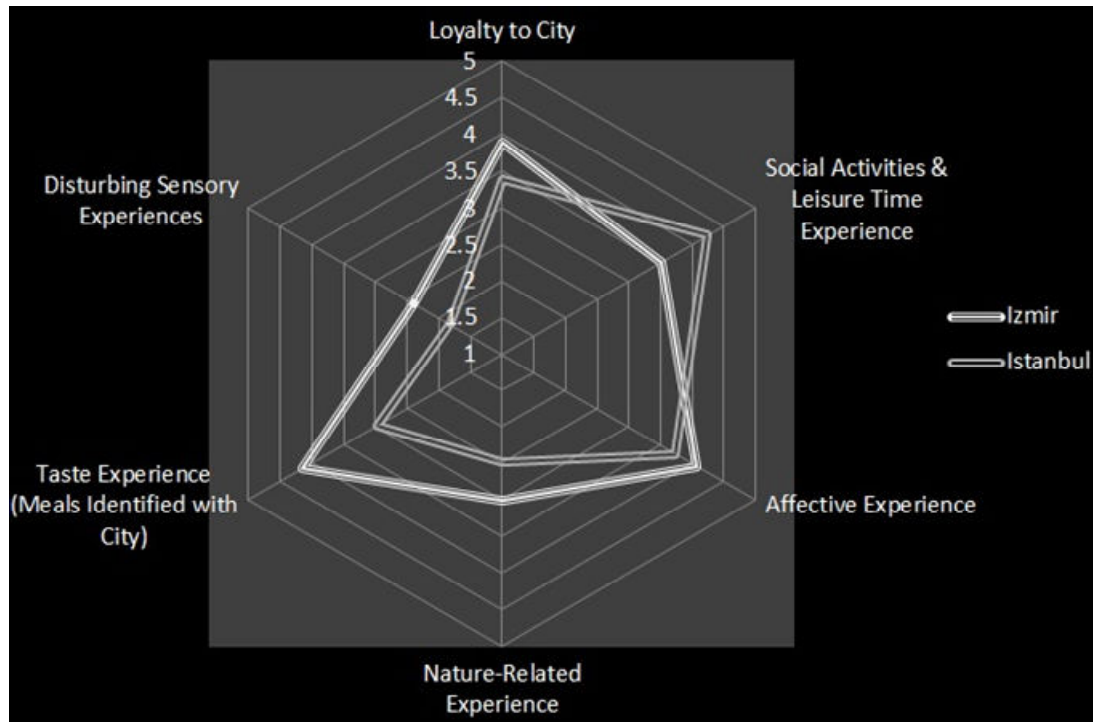 Loyalty to City
5
4.5
4
3.5
3
2.5
2
1.5
1
Social Activities &
Leisure Time
Experience
Affective Experience
Nature-Related
Experience
Taste Experience
(Meals Identified with
City)
Disturbing Sensory
Experiences
Izmir
Istanbul